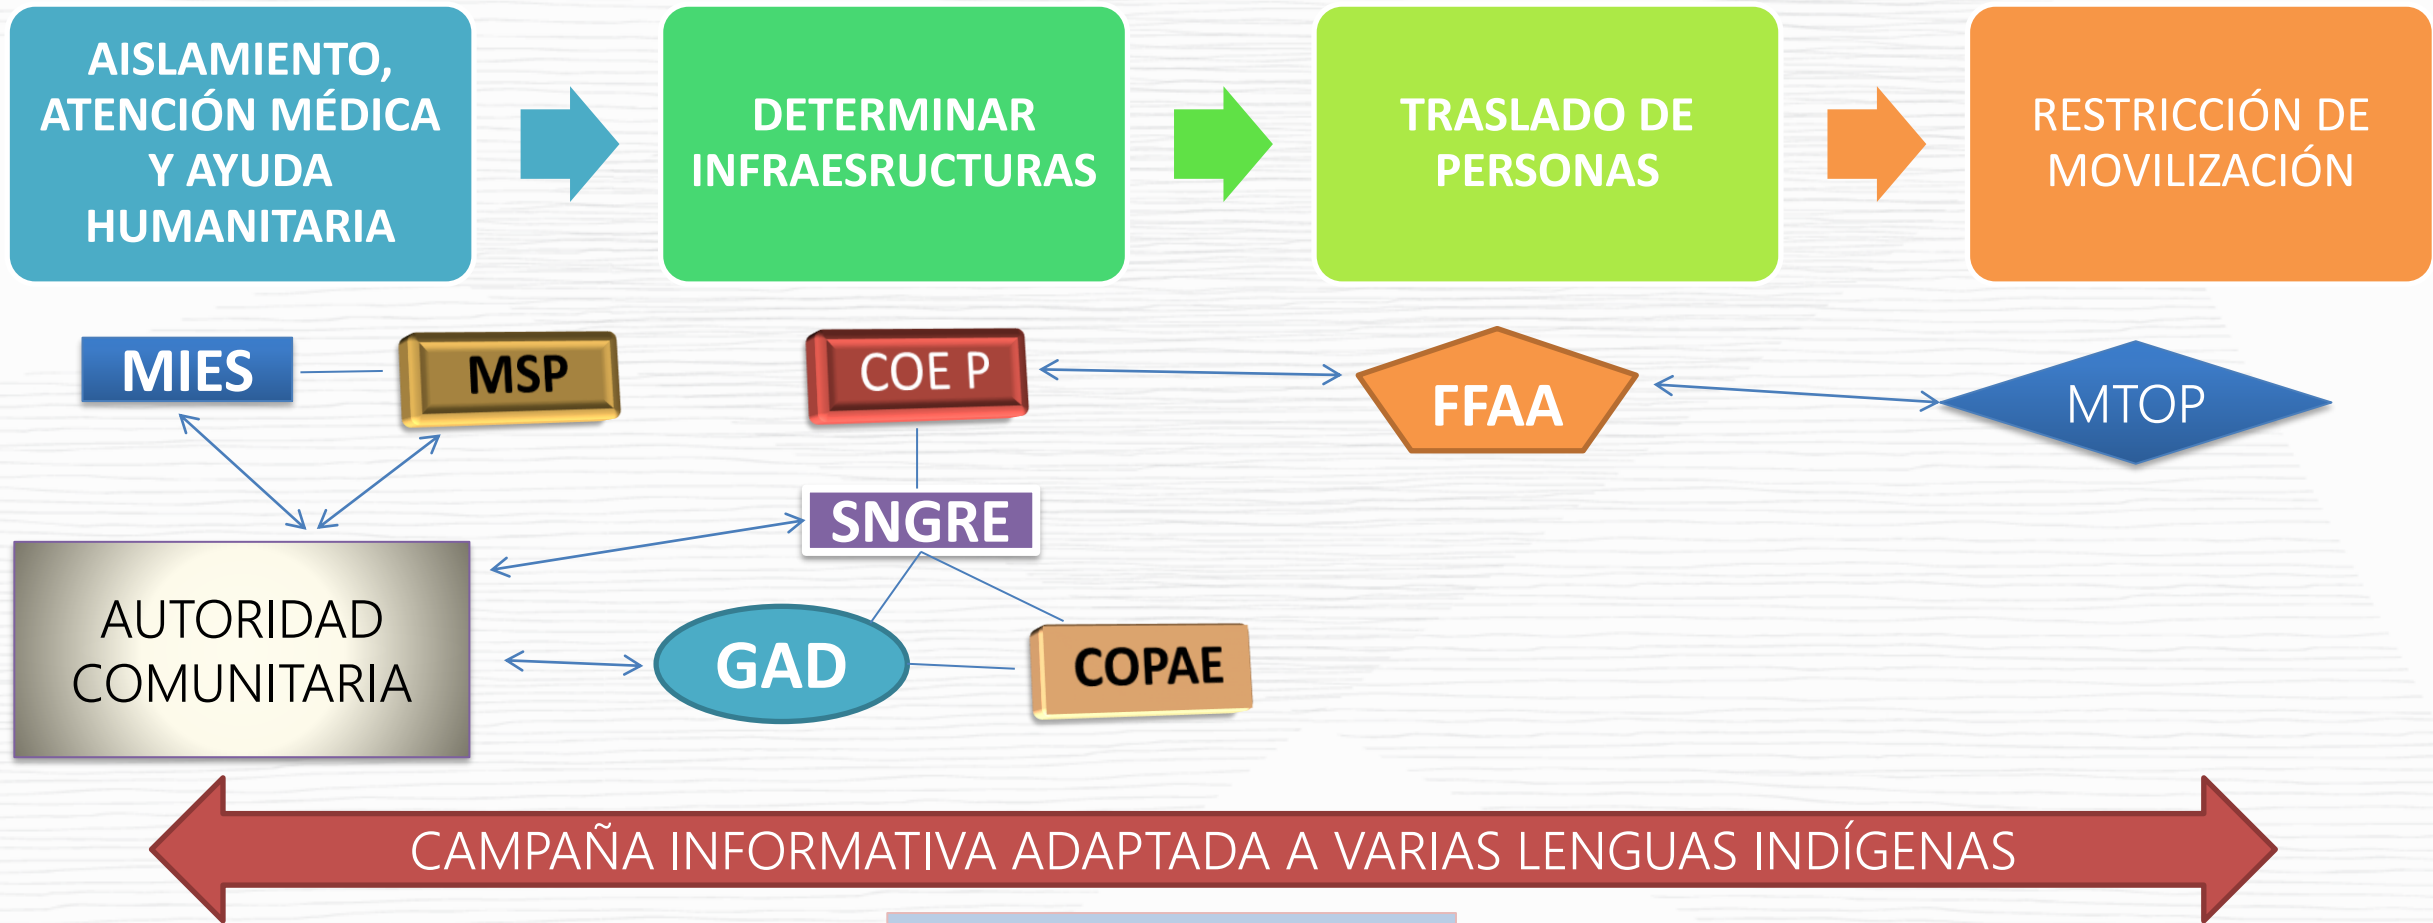 AISLAMIENTO,
ATENCIÓN MÉDICA
Y AYUDA
HUMANITARIA
DETERMINAR
INFRAESRUCTURAS
TRASLADO DE
PERSONAS
RESTRICCIÓN DE
MOVILIZACIÓN
MIES
MSP
COE P
FFAA
MTOP
SNGRE
AUTORIDAD
COMUNITARIA
GAD
COPAE
CAMPAÑA INFORMATIVA ADAPTADA A VARIAS LENGUAS INDÍGENAS